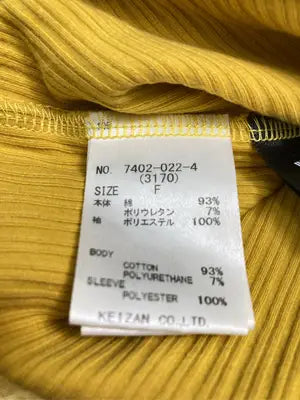 NO. 7402-022-4
(3170)
SIZE F
本体 綿 93%
ポリウレタン 7%
袖 ポリエステル 100%
BODY
COTTON 93%
POLYURETHANE 7%
SLEEVE
POLYESTER 100%
KEIZAN CO.,LTD.